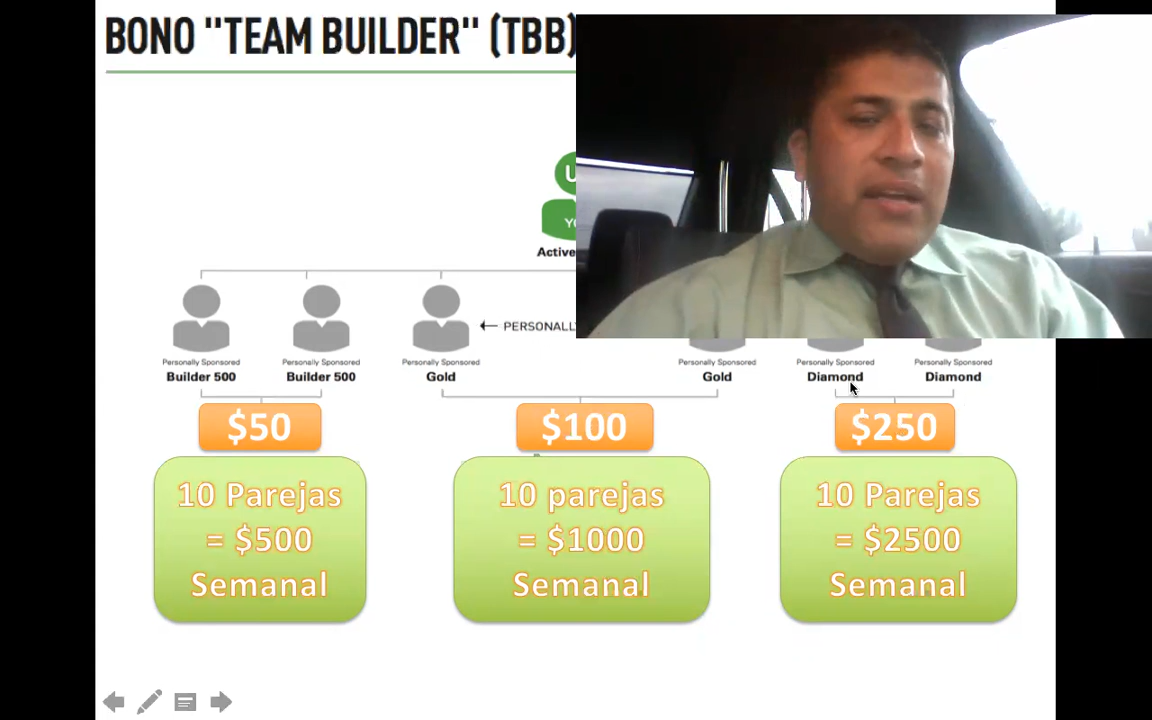 BONO "TEAM BUILDER" (TBB)
U
Active
← PERSONALLY
Personally Sponsored
Builder 500
Personally Sponsored
Builder 500
Personally Sponsored
Gold
Personally Sponsored
Gold
Personally Sponsored
Diamond
Personally Sponsored
Diamond
$50
$100
$250
10 Parejas
= $500
Semanal
10 parejas
= $1000
Semanal
10 Parejas
= $2500
Semanal